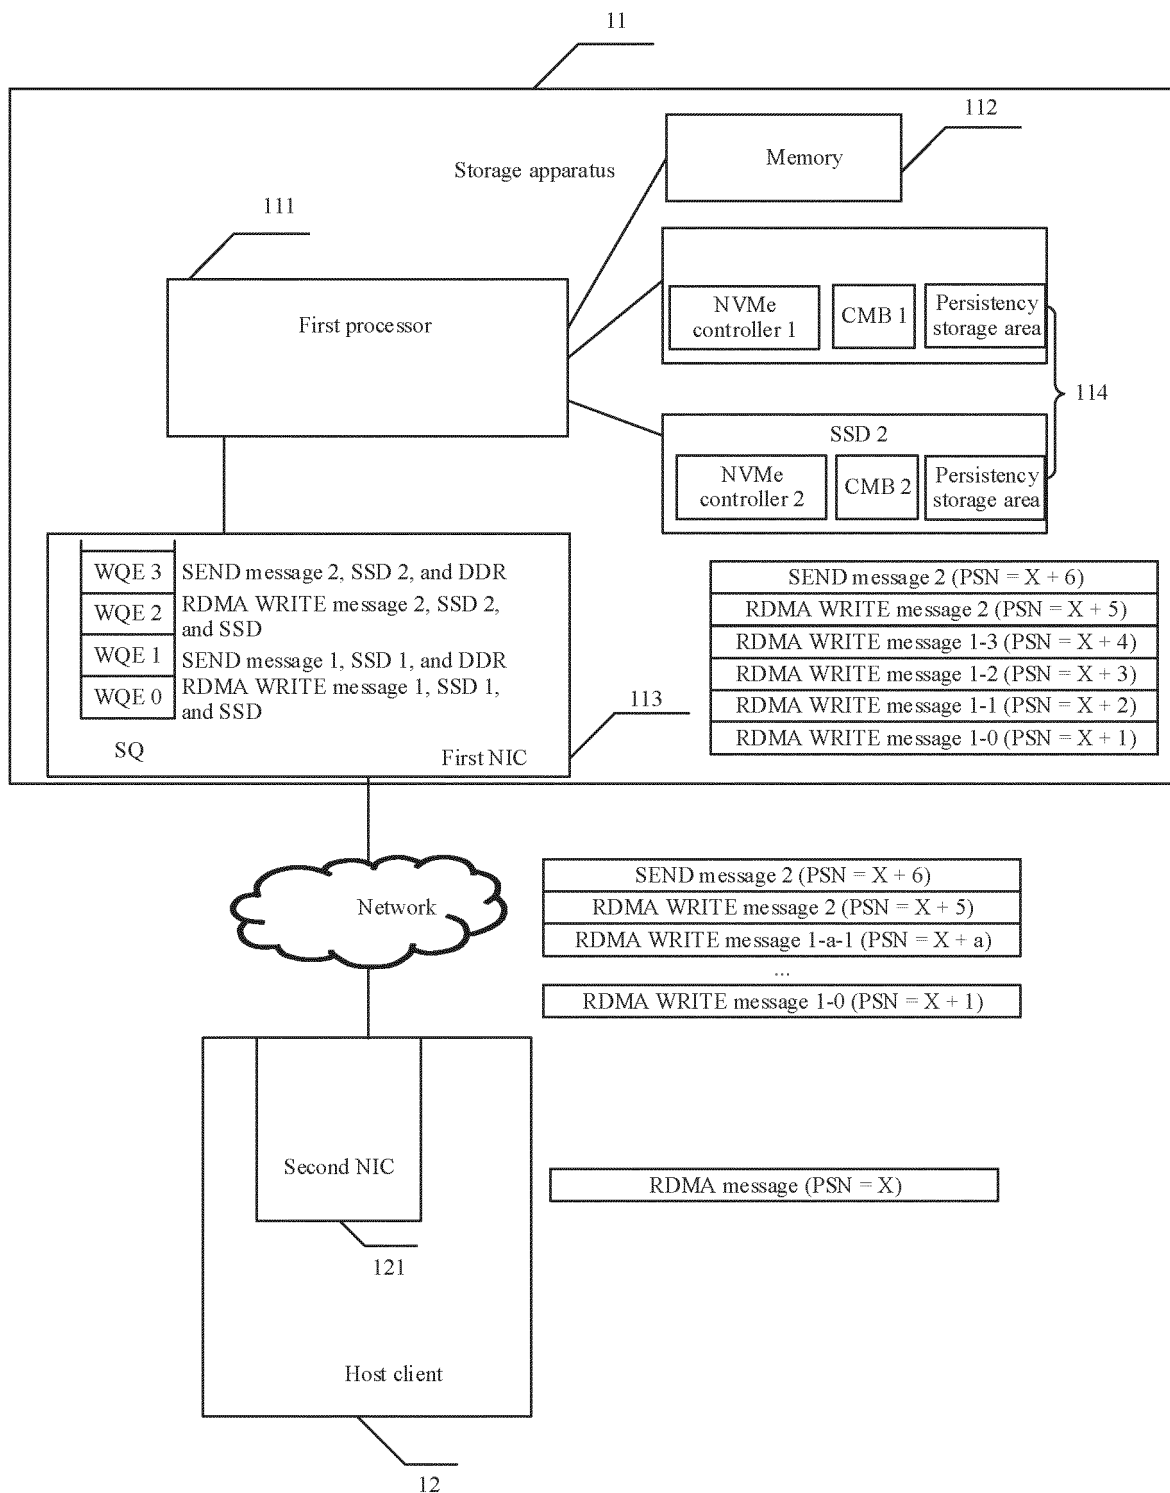 11
112
Memory
Storage apparatus
111
First processor
NVMe
controller 1
CMB 1
Persistency
storage area
114
SSD 2
NVMe
controller 2
CMB 2
Persistency
storage area
WQE 3
SEND message 2, SSD 2, and DDR
WQE 2
RDMA WRITE message 2, SSD 2,
and SSD
WQE 1
SEND message 1, SSD 1, and DDR
WQE 0
RDMA WRITE message 1, SSD 1,
and SSD
SQ
First NIC
113
SEND message 2 (PSN = X + 6)
RDMA WRITE message 2 (PSN = X + 5)
RDMA WRITE message 1-3 (PSN = X + 4)
RDMA WRITE message 1-2 (PSN = X + 3)
RDMA WRITE message 1-1 (PSN = X + 2)
RDMA WRITE message 1-0 (PSN = X + 1)
Network
SEND message 2 (PSN = X + 6)
RDMA WRITE message 2 (PSN = X + 5)
RDMA WRITE message 1-a-1 (PSN = X + a)
...
RDMA WRITE message 1-0 (PSN = X + 1)
Second NIC
RDMA message (PSN = X)
121
Host client
12